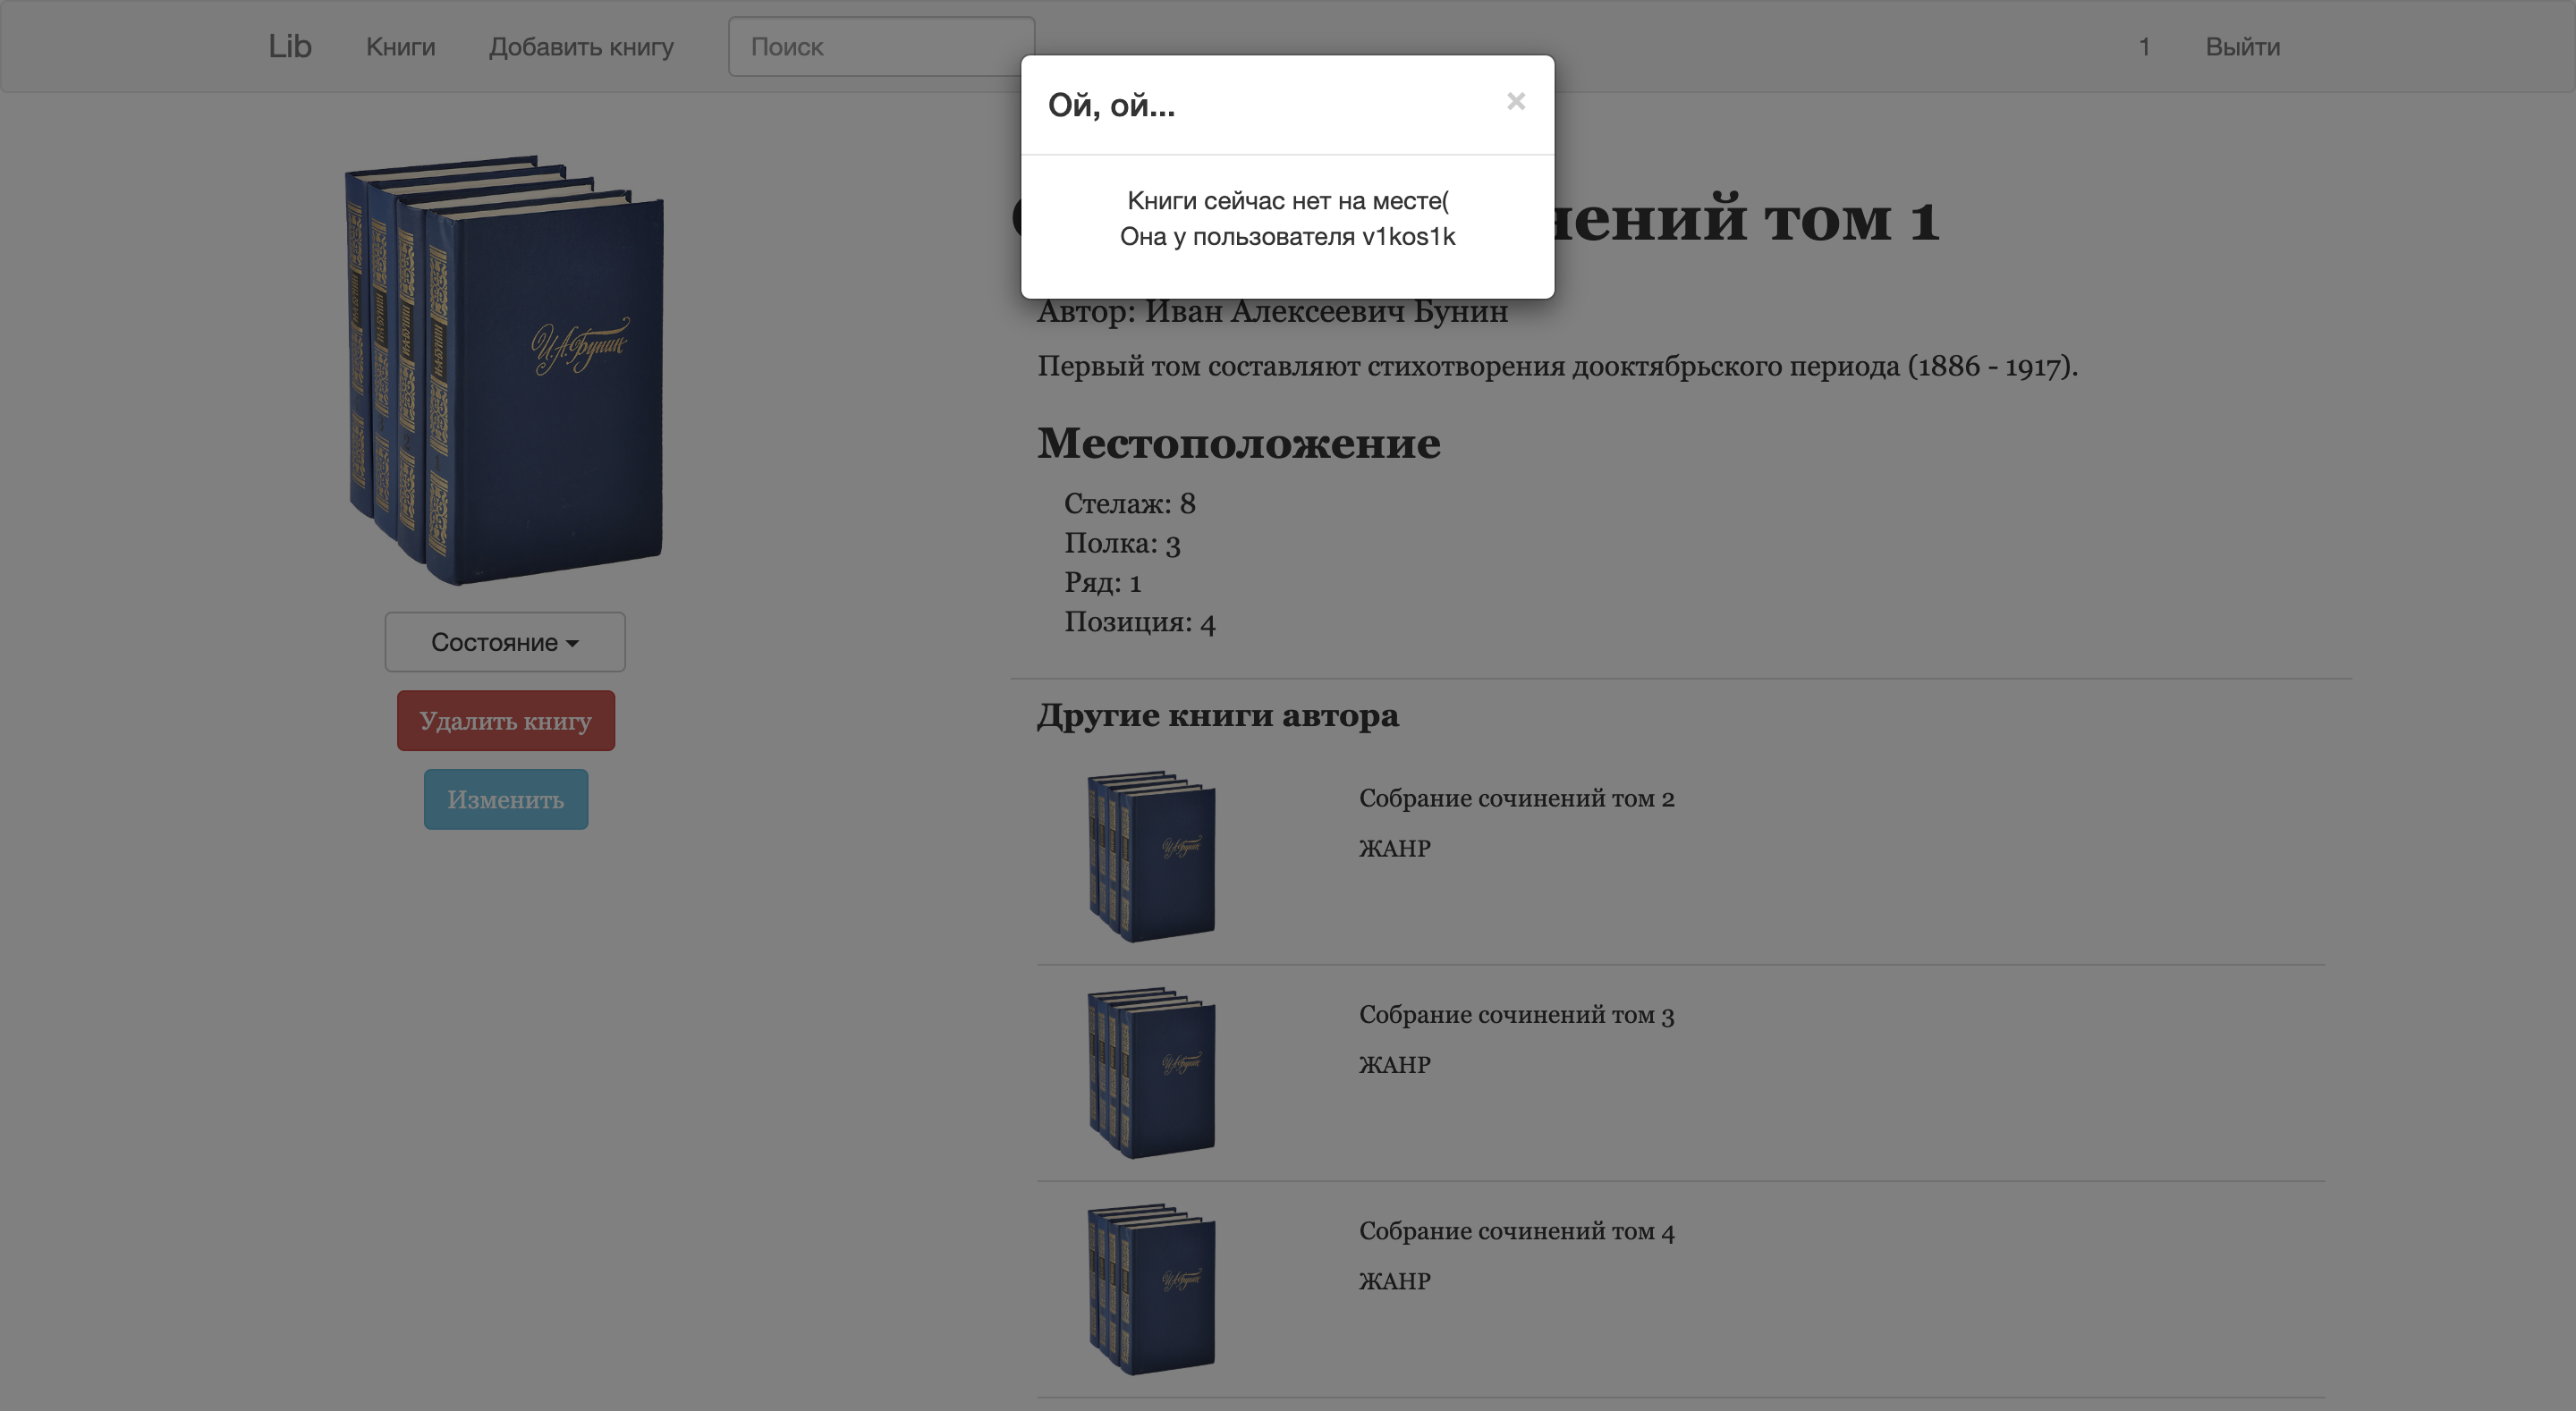 Lib Книги Добавить книгу Поиск 1 Выйти
Ой, ой... ×
Книги сейчас нет на месте(
Она у пользователя v1kos1k
том 1
Автор: Иван Алексеевич Бунин
Первый том составляют стихотворения дооктябрьского периода (1886 - 1917).
Местоположение
Стелаж: 8
Полка: 3
Ряд: 1
Позиция: 4
И.А.Бунин
Состояние
Удалить книгу
Изменить
Другие книги автора
Собрание сочинений том 2
ЖАНР
Собрание сочинений том 3
ЖАНР
Собрание сочинений том 4
ЖАНР